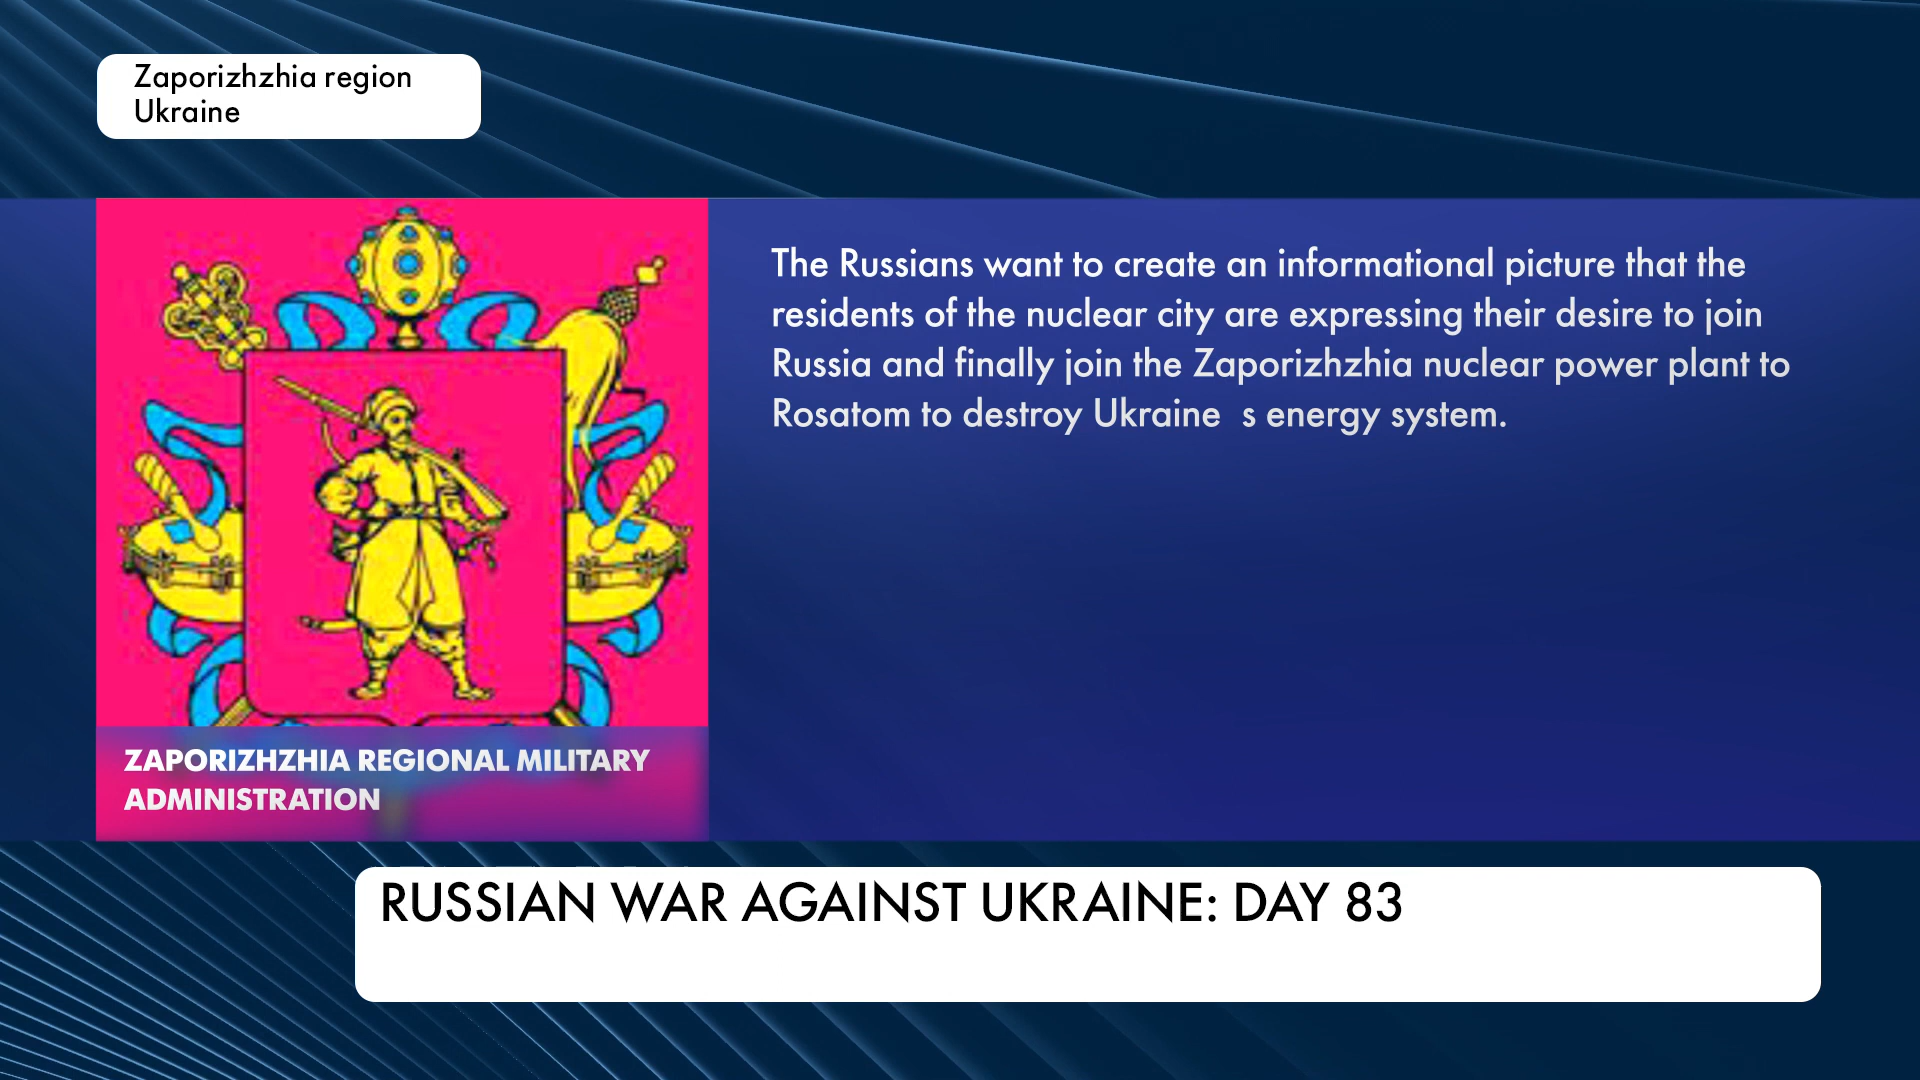 Zaporizhzhia region
Ukraine
The Russians want to create an informational picture that the
residents of the nuclear city are expressing their desire to join
Russia and finally join the Zaporizhzhia nuclear power plant to
Rosatom to destroy Ukraine  s energy system.
ZAPORIZHZHIA REGIONAL MILITARY
ADMINISTRATION
RUSSIAN WAR AGAINST UKRAINE: DAY 83